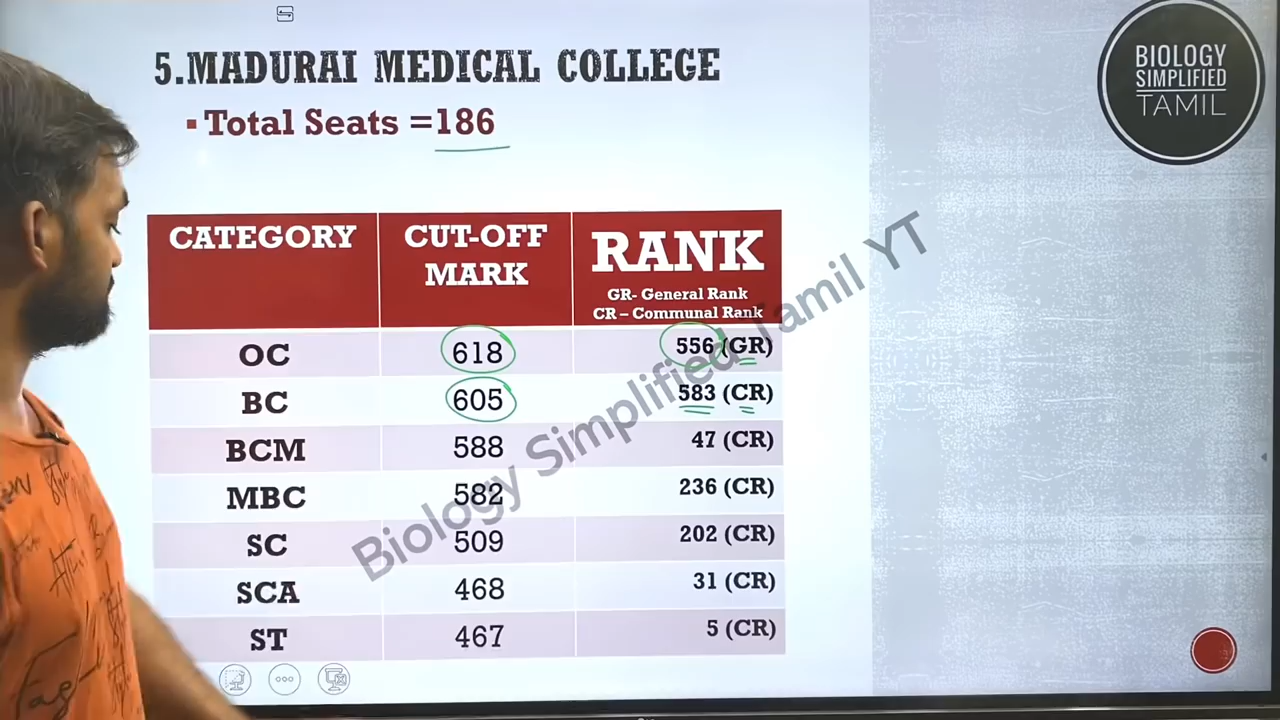 5.MADURAI MEDICAL COLLEGE
BIOLOGY
SIMPLIFIED
TAMIL
▪ Total Seats =186
CATEGORY CUT-OFF MARK RANK
GR- General Rank
CR – Communal Rank
OC 618 556 (GR)
BC 605 583 (CR)
BCM 588 47 (CR)
MBC 582 236 (CR)
SC 509 202 (CR)
SCA 468 31 (CR)
ST 467 5 (CR)
Biology Simplified Tamil YT